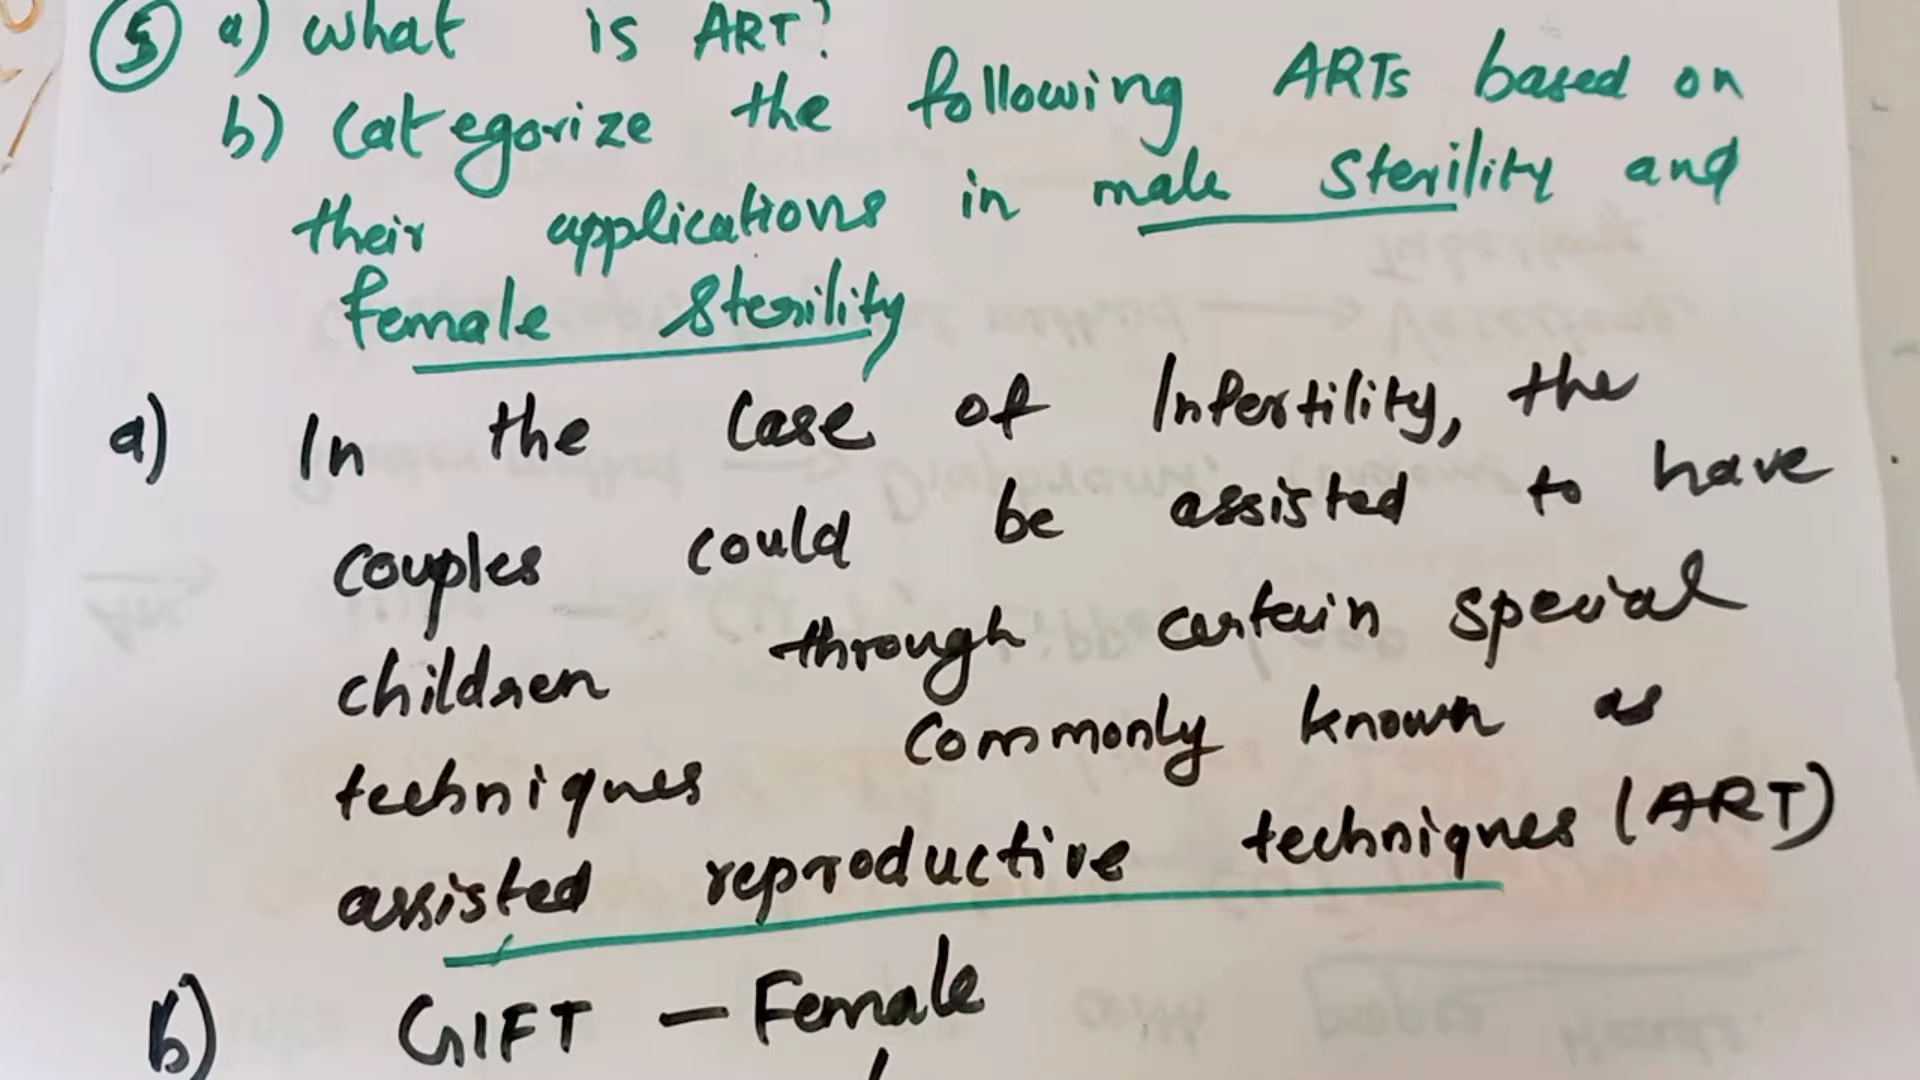 5 a) What is ART?
b) Categorize the following ARTs based on
their applications in male sterility and
female sterility
a) In the case of Infertility, the
couples could be assisted to have
children through certain special
techniques commonly known as
assisted reproductive techniques (ART)
b) GIFT - Female